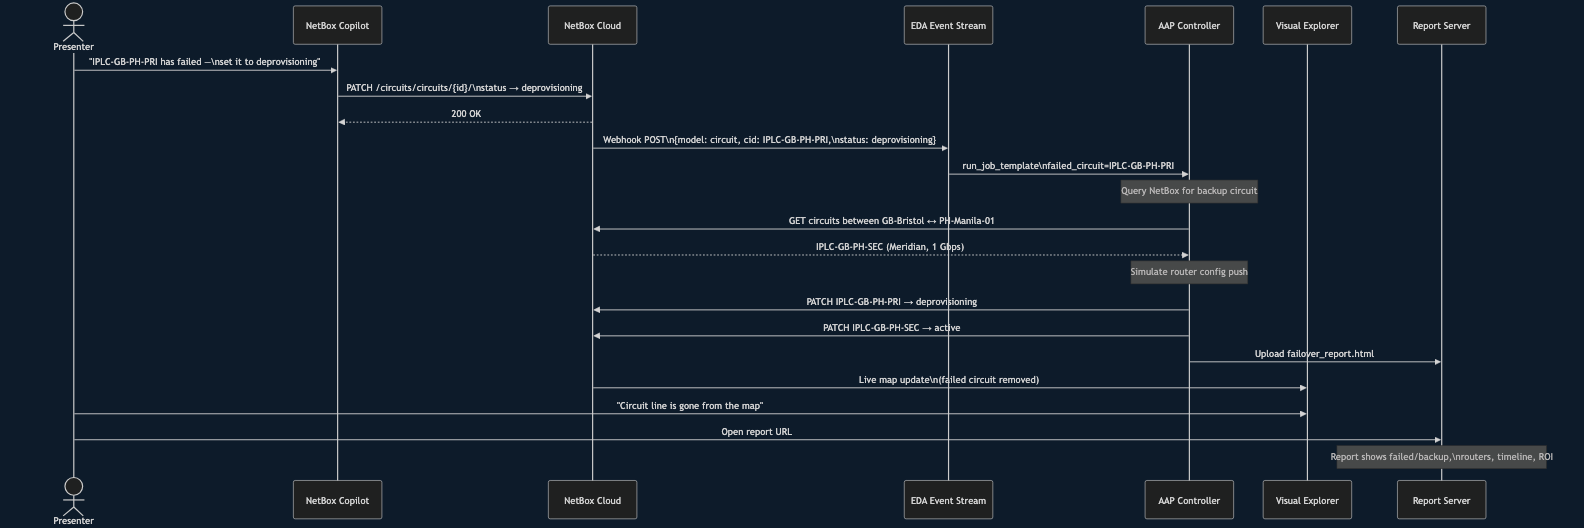 NetBox Copilot
NetBox Cloud
EDA Event Stream
AAP Controller
Visual Explorer
Report Server
Presenter
"IPLC-GB-PH-PRI has failed —\nset it to deprovisioning"
PATCH /circuits/circuits/{id}/\nstatus → deprovisioning
200 OK
Webhook POST\n{model: circuit, cid: IPLC-GB-PH-PRI,\nstatus: deprovisioning}
run_job_template\nfailed_circuit=IPLC-GB-PH-PRI
Query NetBox for backup circuit
GET circuits between GB-Bristol ↔ PH-Manila-01
IPLC-GB-PH-SEC (Meridian, 1 Gbps)
Simulate router config push
PATCH IPLC-GB-PH-PRI → deprovisioning
PATCH IPLC-GB-PH-SEC → active
Upload failover_report.html
Live map update\n(failed circuit removed)
"Circuit line is gone from the map"
Open report URL
Report shows failed/backup,\nrouters, timeline, ROI
NetBox Copilot
NetBox Cloud
EDA Event Stream
AAP Controller
Visual Explorer
Report Server
Presenter